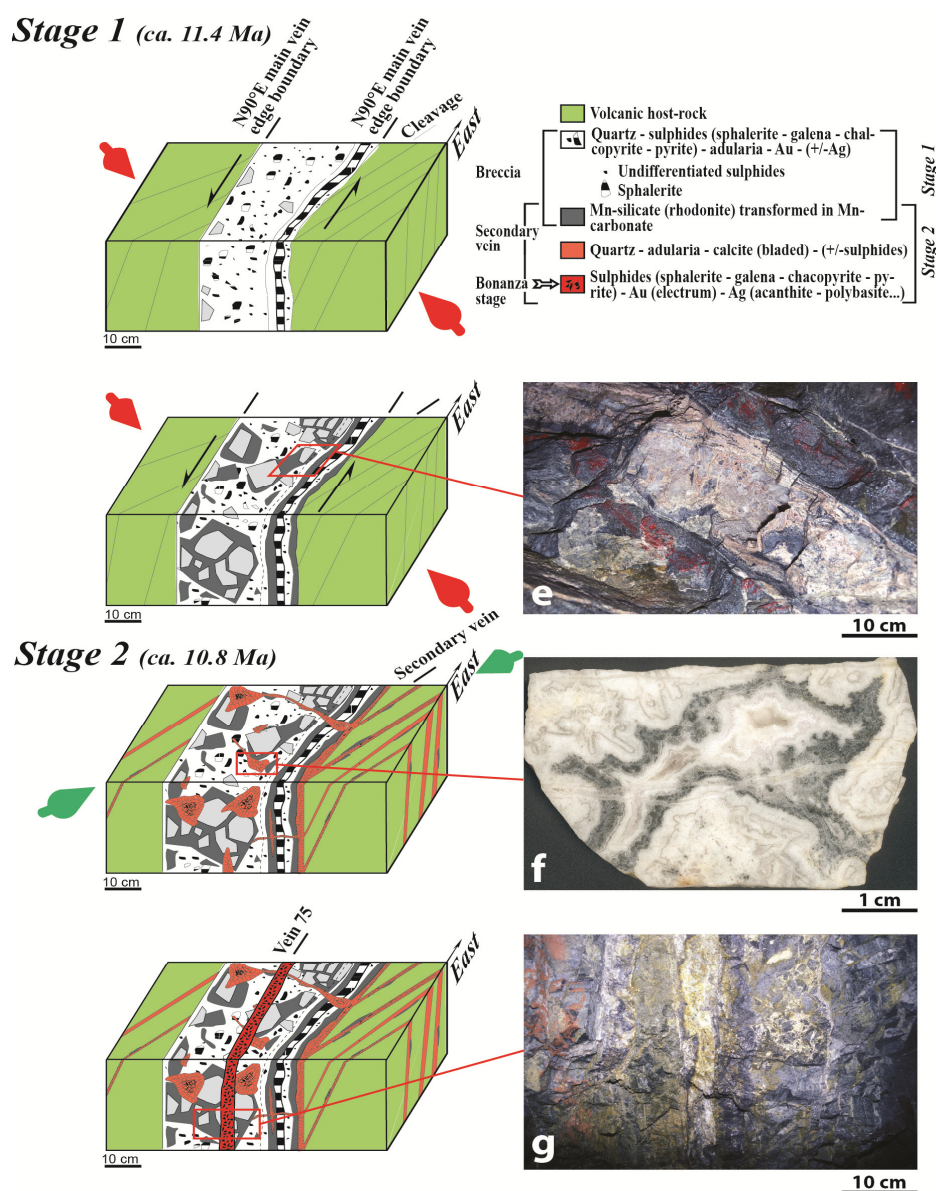 Stage 1 (ca. 11.4 Ma)
N90°E main vein
edge boundary
N90°E main vein
edge boundary
Cleavage
East
10 cm
Volcanic host-rock
Breccia
Quartz - sulphides (sphalerite - galena - chal-
copyrite - pyrite) - adularia - Au - (+/-Ag)
Undifferentiated sulphides
Sphalerite
Stage 1
Secondary
vein
Mn-silicate (rhodonite) transformed in Mn-
carbonate
Quartz - adularia - calcite (bladed) - (+/-sulphides)
Bonanza
stage
Sulphides (sphalerite - galena - chacopyrite - py-
rite) - Au (electrum) - Ag (acanthite - polybasite...)
Stage 2
East
10 cm
e
10 cm
Stage 2 (ca. 10.8 Ma)
Secondary vein
East
10 cm
f
1 cm
Vein 75
East
10 cm
g
10 cm